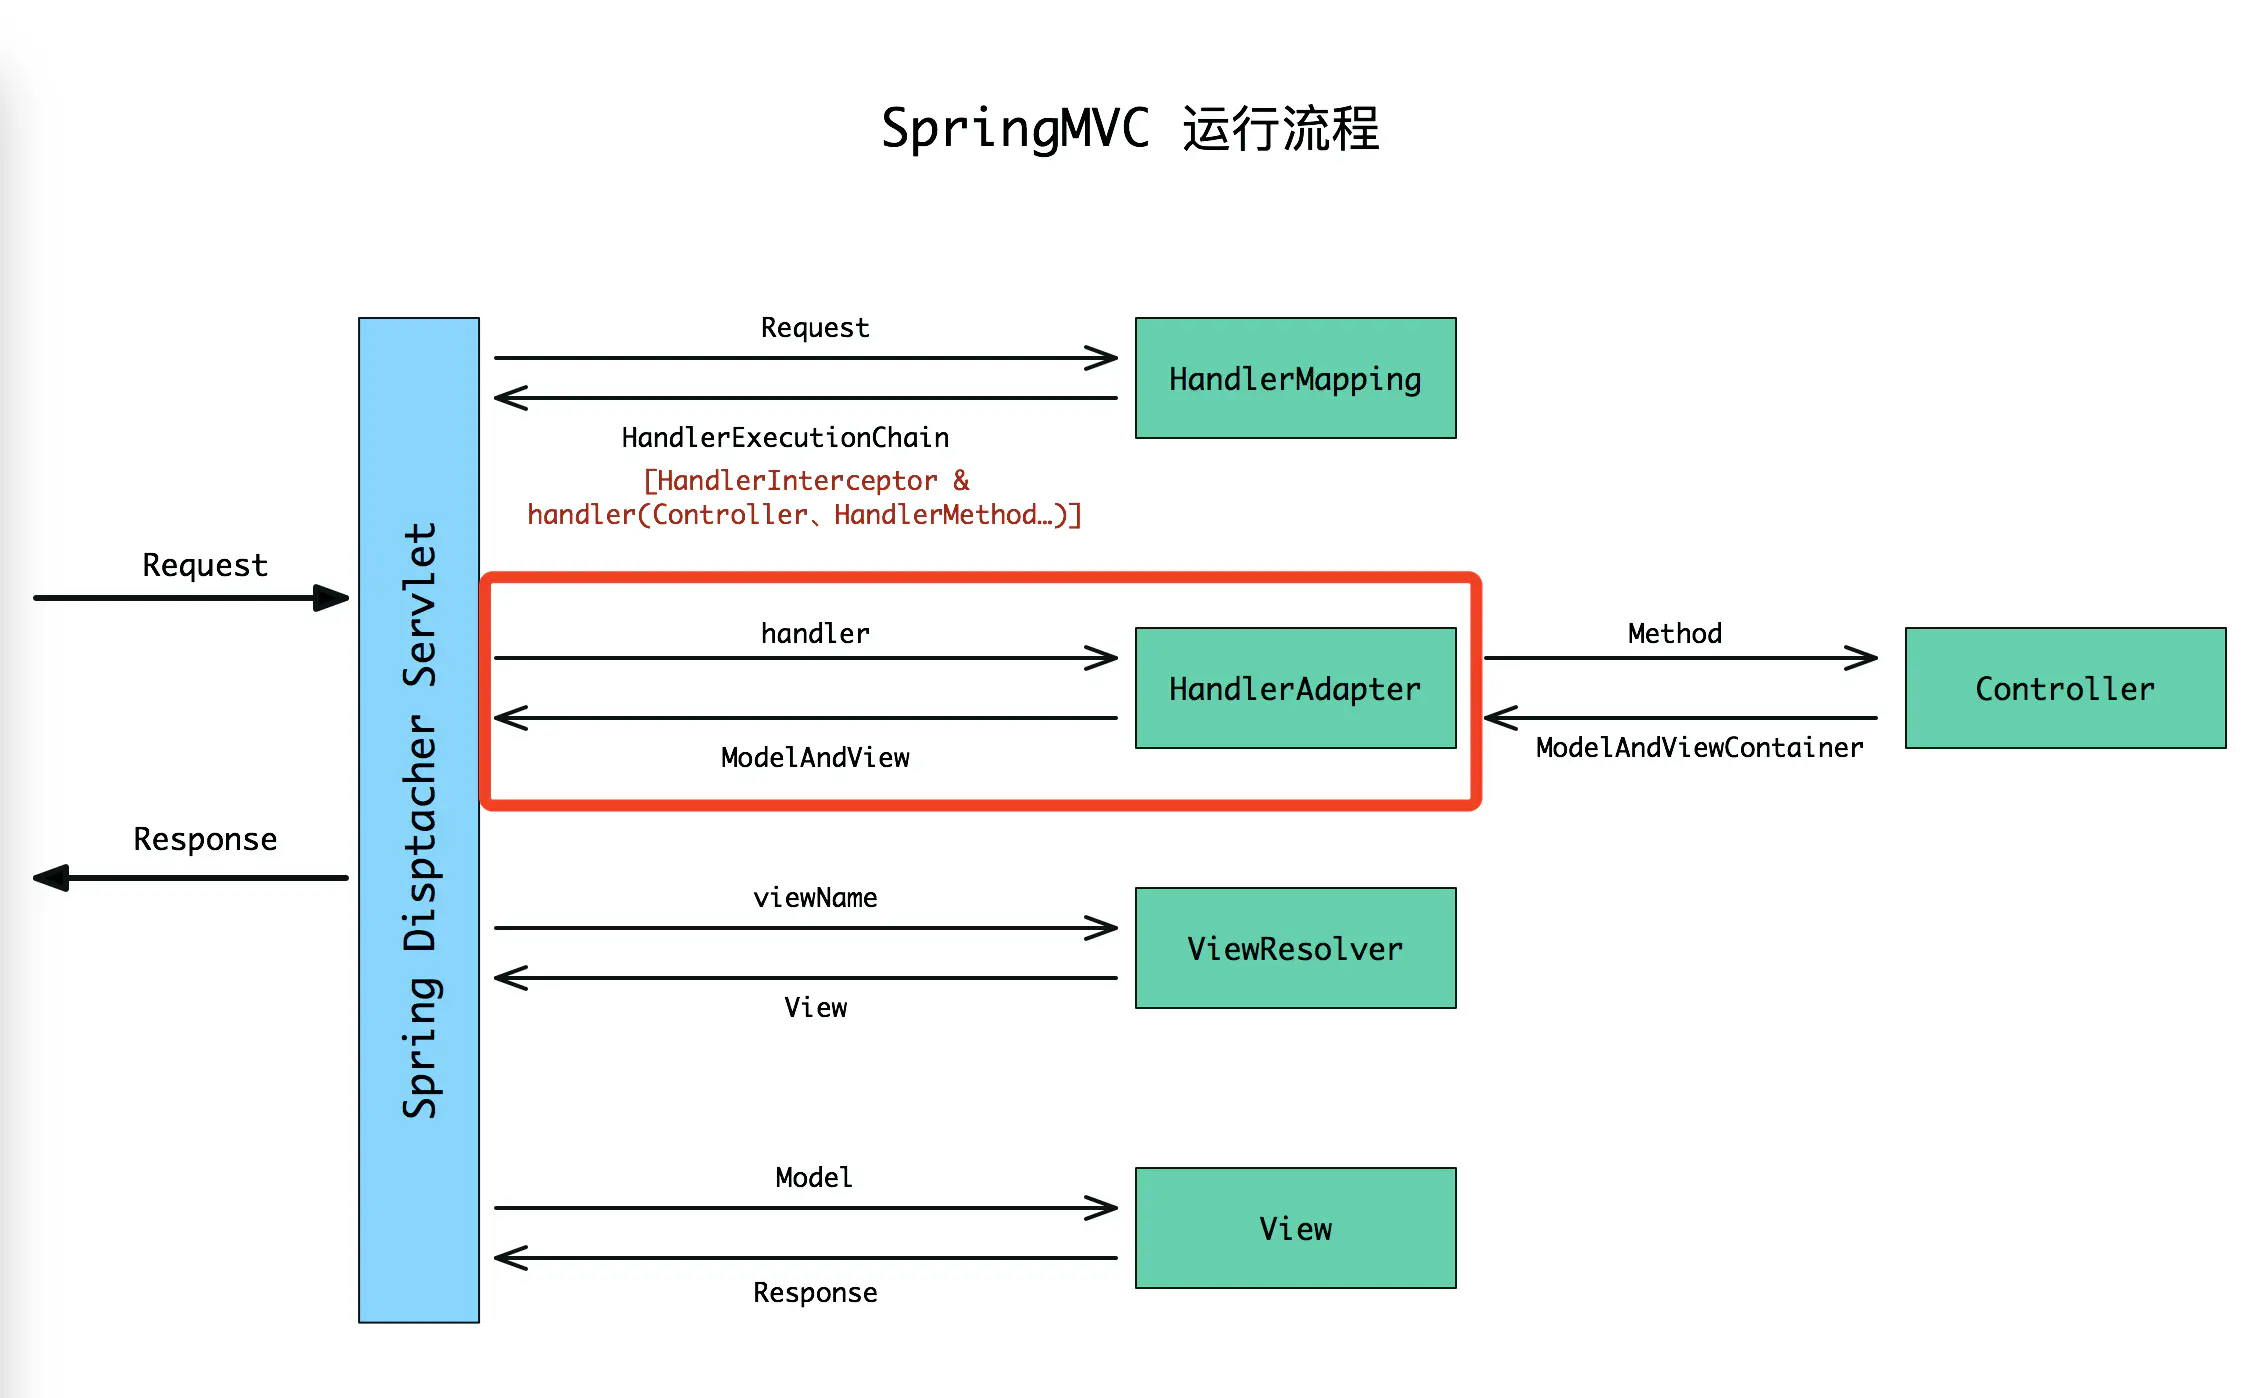 SpringMVC 运行流程
Request
Response
Spring Disptacher Servlet
Request
HandlerExecutionChain
[HandlerInterceptor &
handler(Controller、HandlerMethod…)]
HandlerMapping
handler
ModelAndView
HandlerAdapter
Method
ModelAndViewContainer
Controller
viewName
View
ViewResolver
Model
Response
View